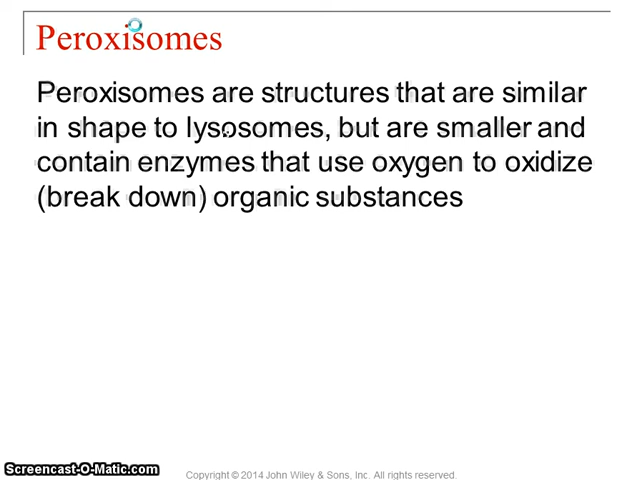 Peroxisomes
Peroxisomes are structures that are similar
in shape to lysosomes, but are smaller and
contain enzymes that use oxygen to oxidize
(break down) organic substances
Screencast-O-Matic.com
Copyright © 2014 John Wiley & Sons, Inc. All rights reserved.